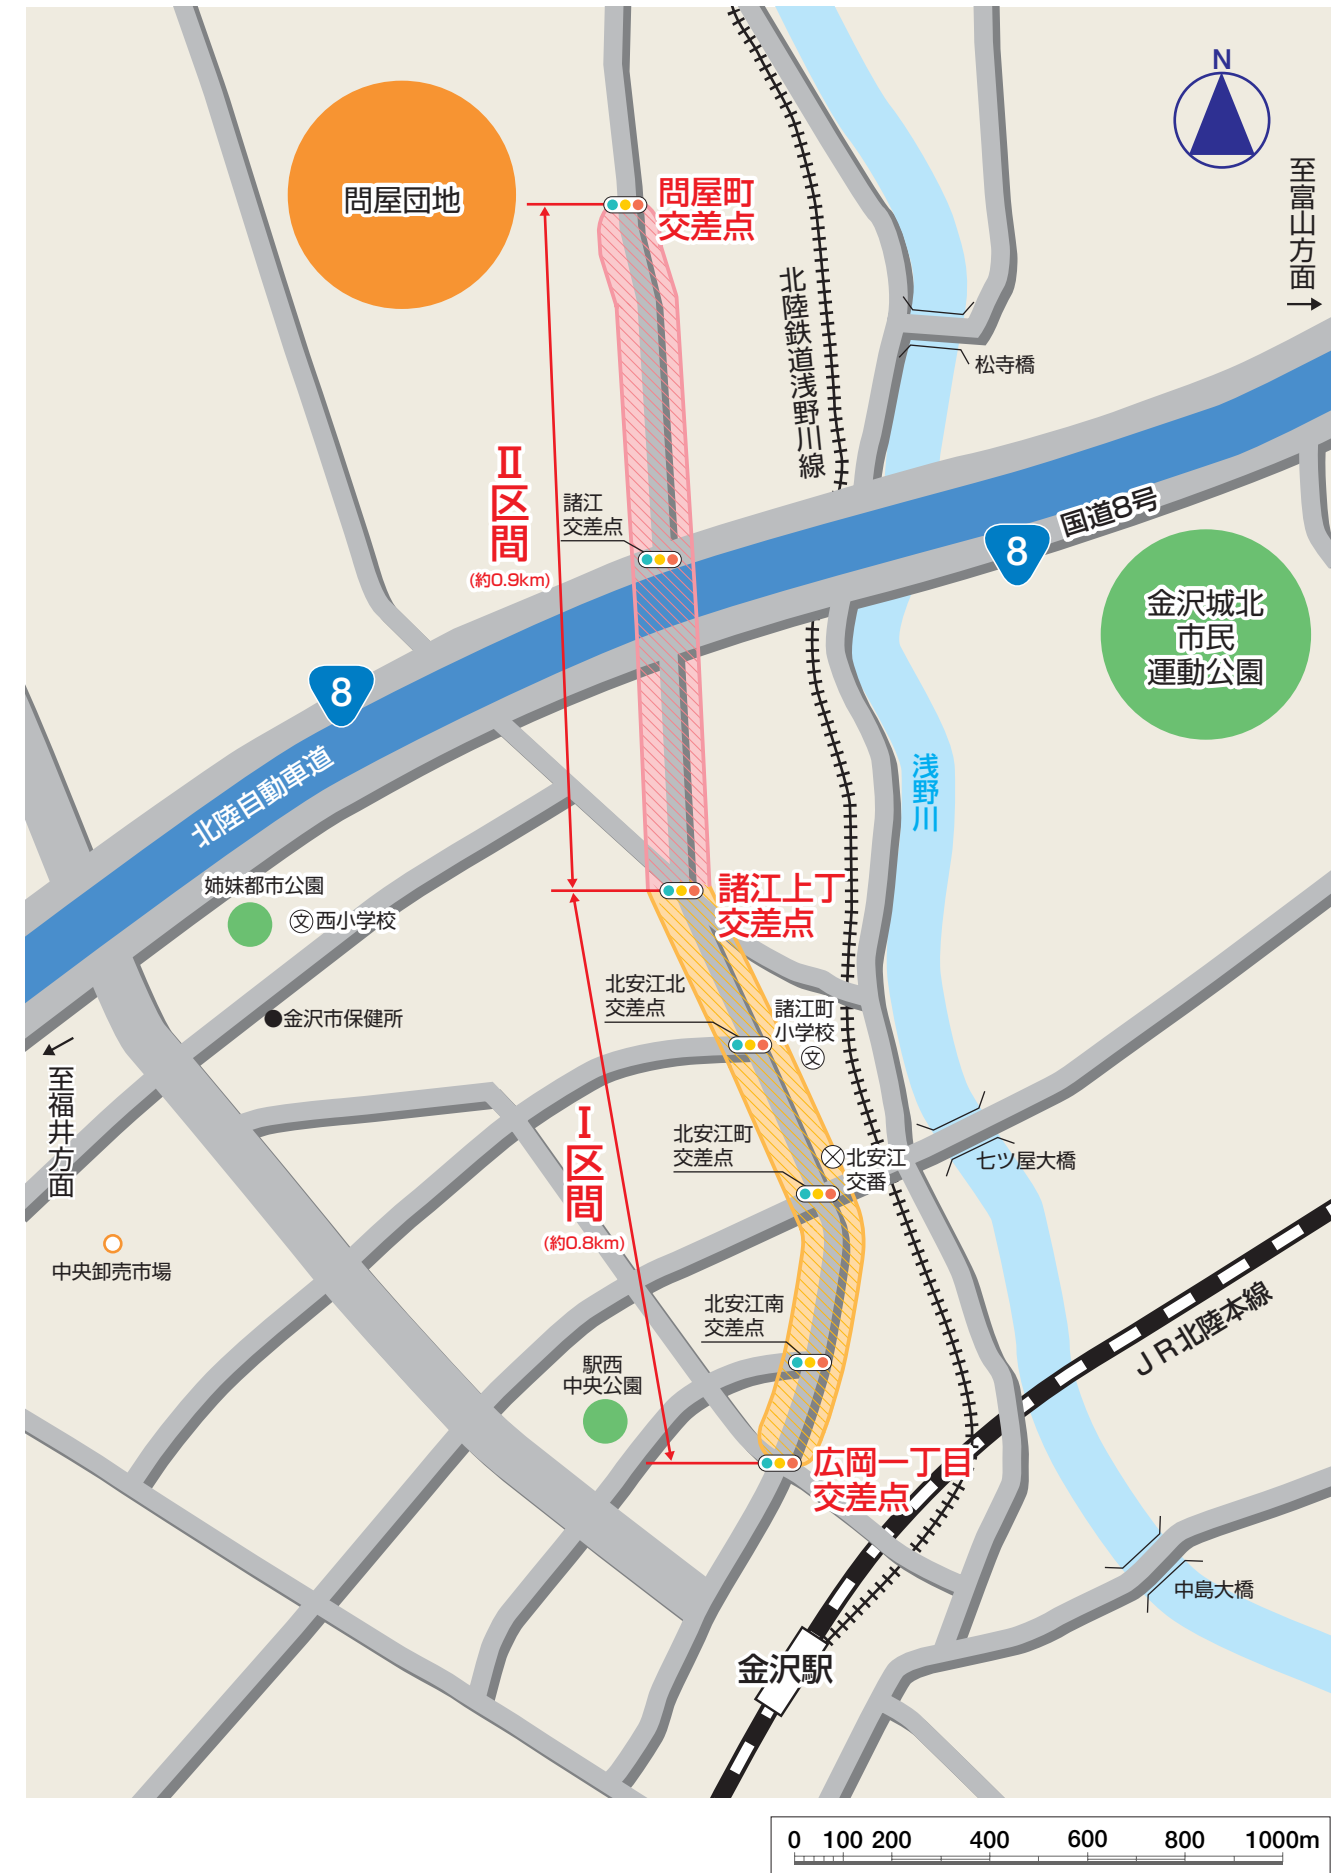 N
至富山方面
問屋団地
問屋町
交差点
北陸鉄道浅野川線
松寺橋
Ⅱ区間
(約0.9km)
諸江
交差点
国道8号
8
金沢城北
市民
運動公園
8
北陸自動車道
浅野川
姉妹都市公園
文西小学校
諸江上丁
交差点
北安江北
交差点
諸江町
小学校
文
金沢市保健所
至福井方面
Ⅰ区間
(約0.8km)
北安江町
交差点
北安江
交番
七ツ屋大橋
中央卸売市場
北安江南
交差点
JR北陸本線
駅西
中央公園
広岡一丁目
交差点
中島大橋
金沢駅
0 100 200 400 600 800 1000m